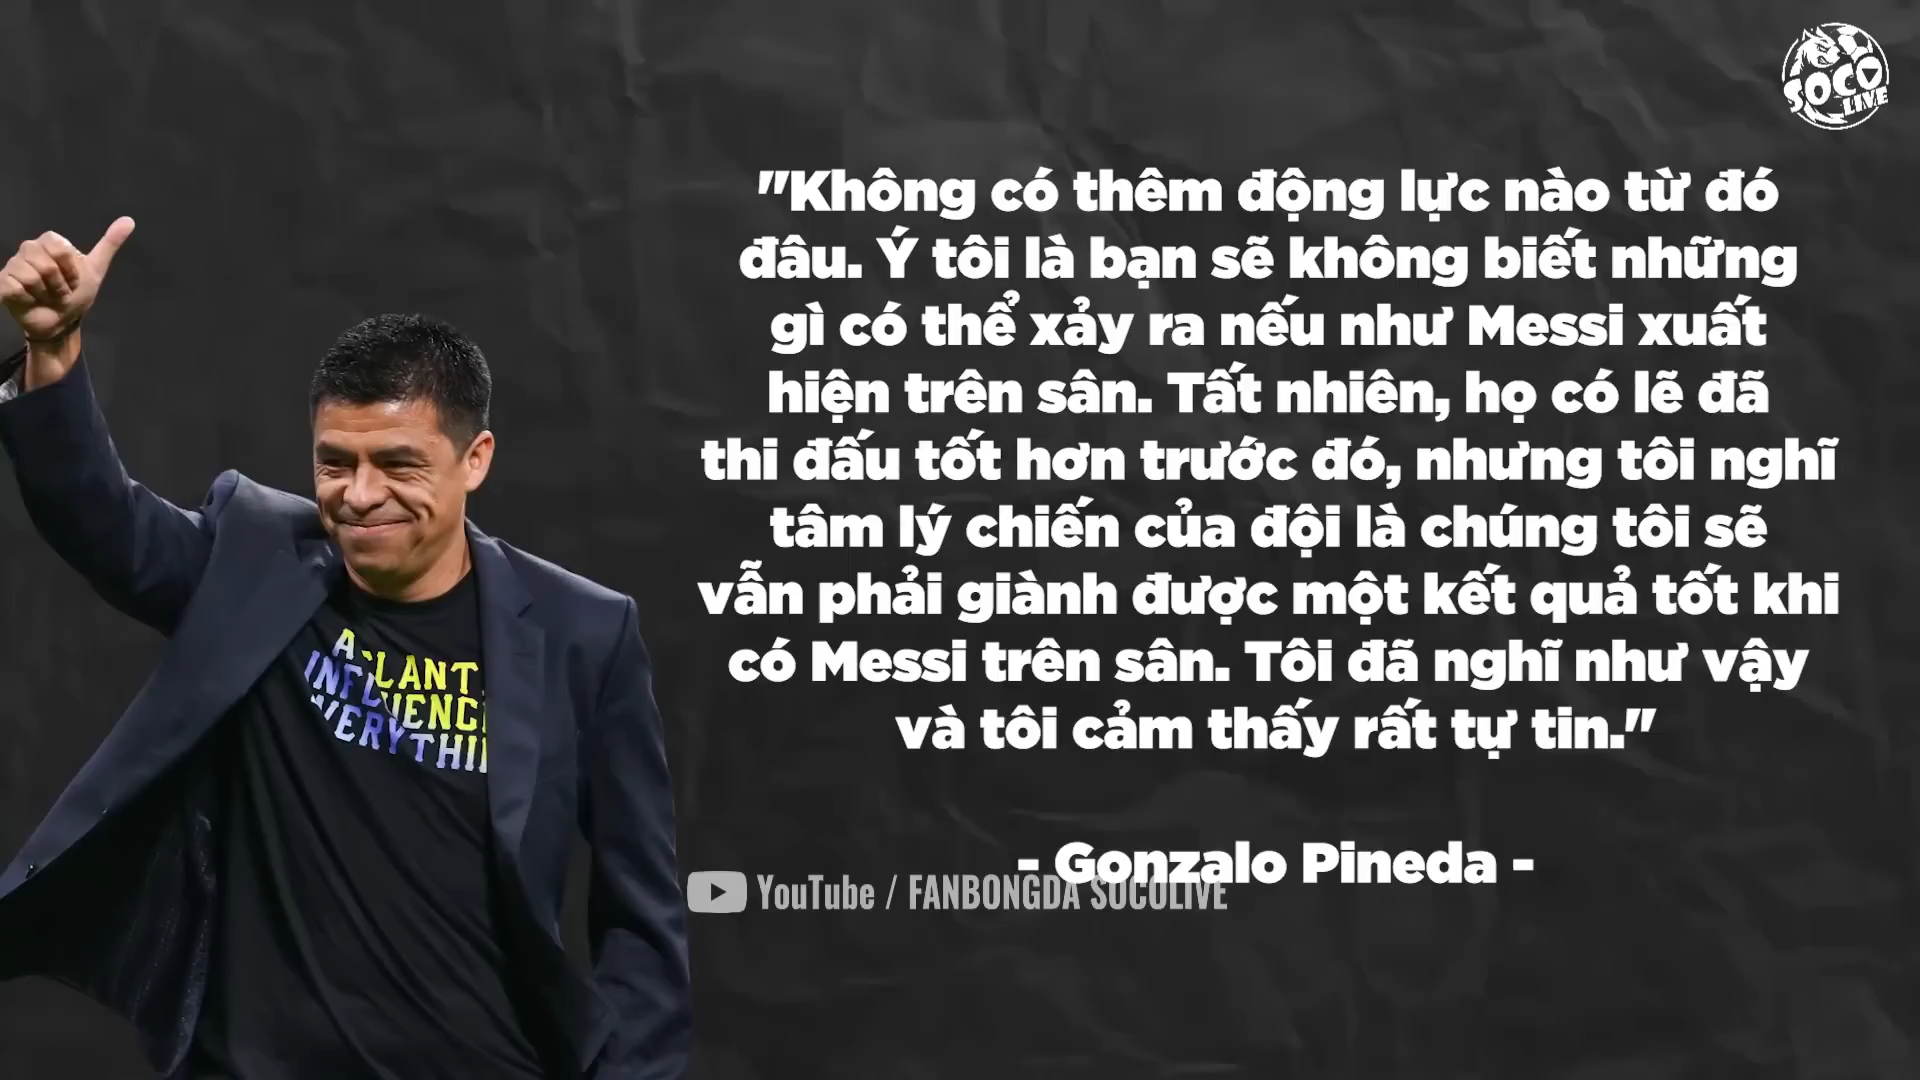 SOCO
LIVE
"Không có thêm động lực nào từ đó
đâu. Ý tôi là bạn sẽ không biết những
gì có thể xảy ra nếu như Messi xuất
hiện trên sân. Tất nhiên, họ có lẽ đã
thi đấu tốt hơn trước đó, nhưng tôi nghĩ
tâm lý chiến của đội là chúng tôi sẽ
vẫn phải giành được một kết quả tốt khi
có Messi trên sân. Tôi đã nghĩ như vậy
và tôi cảm thấy rất tự tin."
- Gonzalo Pineda -
YouTube / FANBONGDA SOCOLIVE